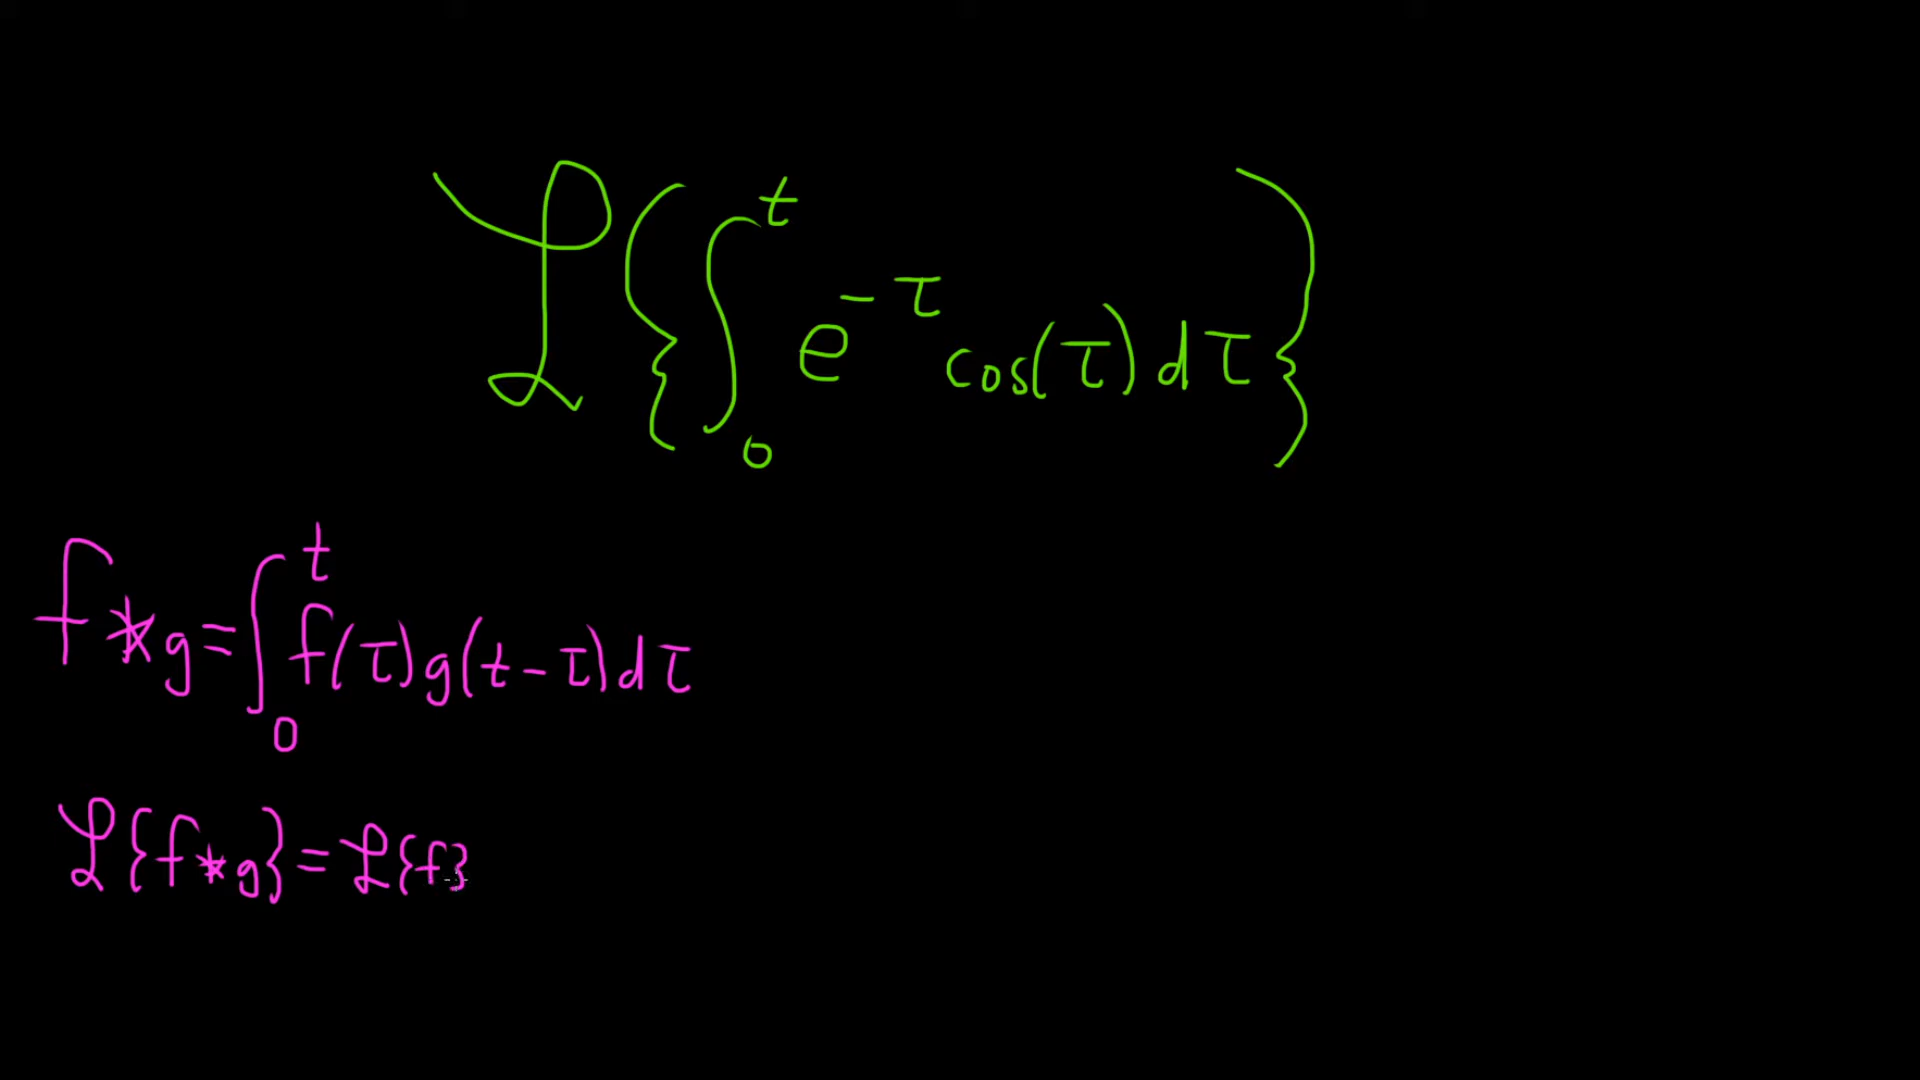 ℒ{∫₀ᵗ e^{-τ} cos(τ) dτ}
f * g = ∫₀ᵗ f(τ) g(t - τ) dτ
ℒ{f * g} = ℒ{f}